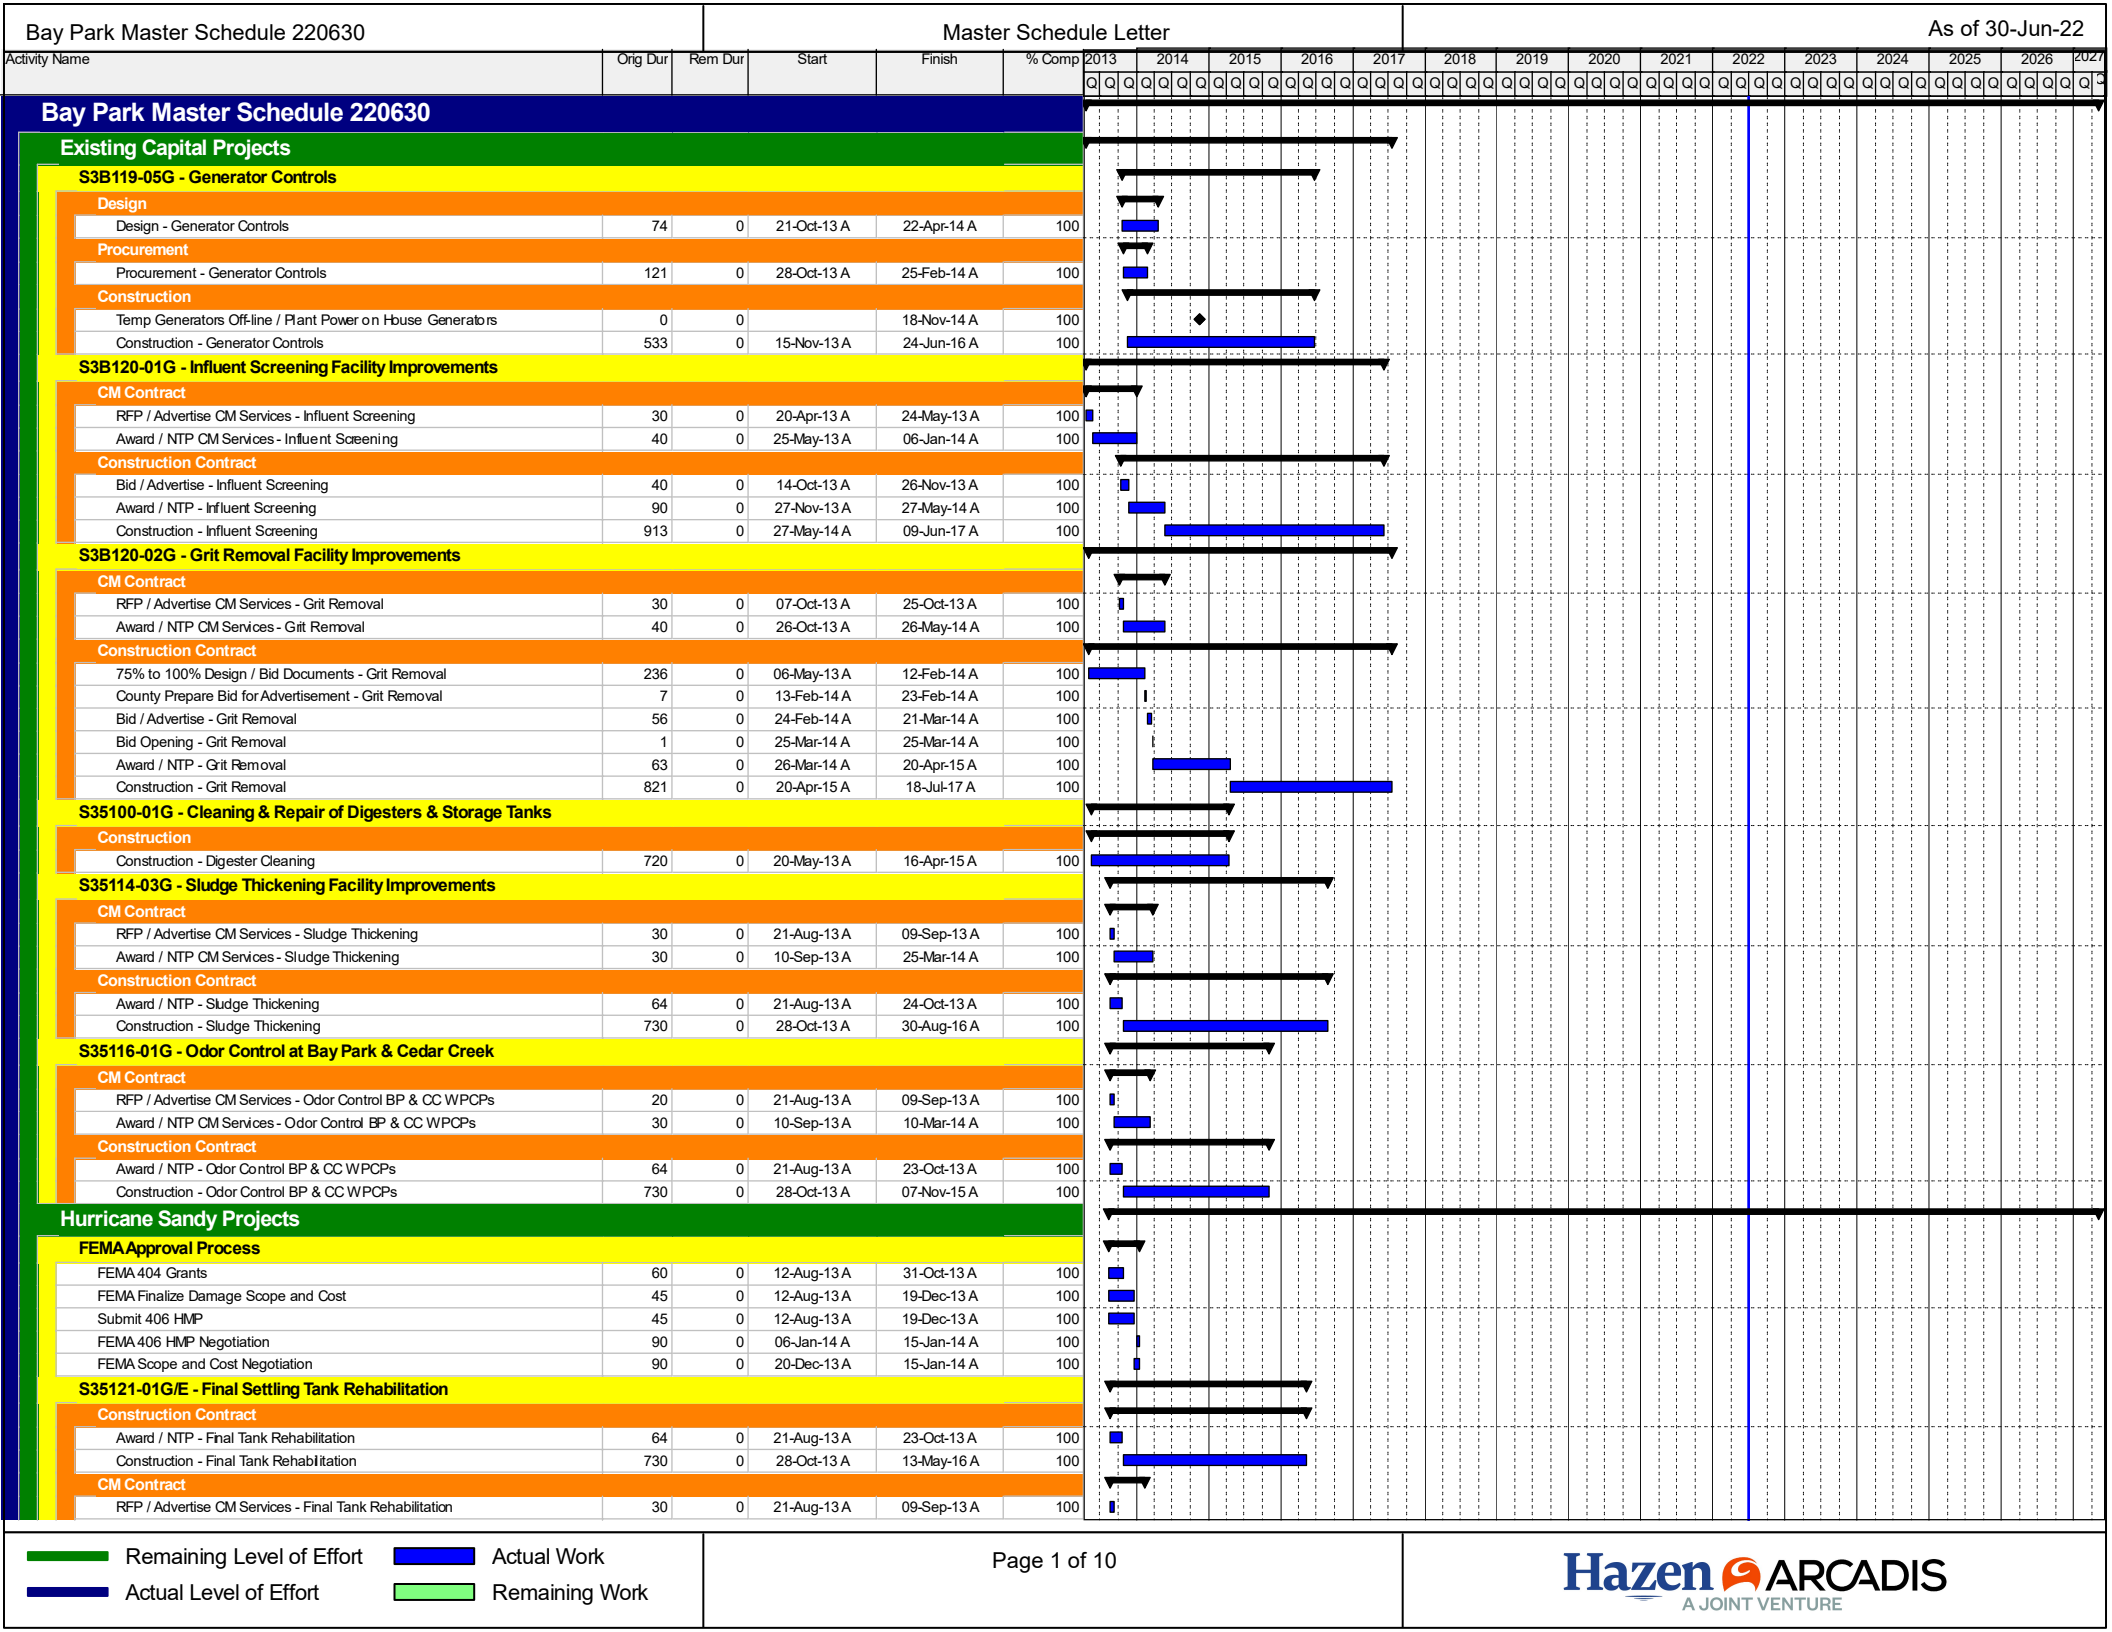 Bay Park Master Schedule 220630 Master Schedule Letter As of 30-Jun-22
Activity Name Orig Dur Rem Dur Start Finish % Comp 2013 2014 2015 2016 2017 2018 2019 2020 2021 2022 2023 2024 2025 2026 2027
Q Q Q Q Q Q Q Q Q Q Q Q Q Q Q Q Q Q Q Q Q Q Q Q Q Q Q Q Q Q Q Q Q Q Q Q Q Q Q Q Q Q Q Q Q Q Q Q Q Q Q Q Q Q Q Q Q
Bay Park Master Schedule 220630
Existing Capital Projects
S3B119-05G - Generator Controls
Design
Design - Generator Controls 74 0 21-Oct-13 A 22-Apr-14 A 100
Procurement
Procurement - Generator Controls 121 0 28-Oct-13 A 25-Feb-14 A 100
Construction
Temp Generators Off-line / Plant Power on House Generators 0 0 18-Nov-14 A 100
Construction - Generator Controls 533 0 15-Nov-13 A 24-Jun-16 A 100
S3B120-01G - Influent Screening Facility Improvements
CM Contract
RFP / Advertise CM Services - Influent Screening 30 0 20-Apr-13 A 24-May-13 A 100
Award / NTP CM Services - Influent Screening 40 0 25-May-13 A 06-Jan-14 A 100
Construction Contract
Bid / Advertise - Influent Screening 40 0 14-Oct-13 A 26-Nov-13 A 100
Award / NTP - Influent Screening 90 0 27-Nov-13 A 27-May-14 A 100
Construction - Influent Screening 913 0 27-May-14 A 09-Jun-17 A 100
S3B120-02G - Grit Removal Facility Improvements
CM Contract
RFP / Advertise CM Services - Grit Removal 30 0 07-Oct-13 A 25-Oct-13 A 100
Award / NTP CM Services - Grit Removal 40 0 26-Oct-13 A 26-May-14 A 100
Construction Contract
75% to 100% Design / Bid Documents - Grit Removal 236 0 06-May-13 A 12-Feb-14 A 100
County Prepare Bid for Advertisement - Grit Removal 7 0 13-Feb-14 A 23-Feb-14 A 100
Bid / Advertise - Grit Removal 56 0 24-Feb-14 A 21-Mar-14 A 100
Bid Opening - Grit Removal 1 0 25-Mar-14 A 25-Mar-14 A 100
Award / NTP - Grit Removal 63 0 26-Mar-14 A 20-Apr-15 A 100
Construction - Grit Removal 821 0 20-Apr-15 A 18-Jul-17 A 100
S35100-01G - Cleaning & Repair of Digesters & Storage Tanks
Construction
Construction - Digester Cleaning 720 0 20-May-13 A 16-Apr-15 A 100
S35114-03G - Sludge Thickening Facility Improvements
CM Contract
RFP / Advertise CM Services - Sludge Thickening 30 0 21-Aug-13 A 09-Sep-13 A 100
Award / NTP CM Services - Sludge Thickening 30 0 10-Sep-13 A 25-Mar-14 A 100
Construction Contract
Award / NTP - Sludge Thickening 64 0 21-Aug-13 A 24-Oct-13 A 100
Construction - Sludge Thickening 730 0 28-Oct-13 A 30-Aug-16 A 100
S35116-01G - Odor Control at Bay Park & Cedar Creek
CM Contract
RFP / Advertise CM Services - Odor Control BP & CC WPCPs 20 0 21-Aug-13 A 09-Sep-13 A 100
Award / NTP CM Services - Odor Control BP & CC WPCPs 30 0 10-Sep-13 A 10-Mar-14 A 100
Construction Contract
Award / NTP - Odor Control BP & CC WPCPs 64 0 21-Aug-13 A 23-Oct-13 A 100
Construction - Odor Control BP & CC WPCPs 730 0 28-Oct-13 A 07-Nov-15 A 100
Hurricane Sandy Projects
FEMA Approval Process
FEMA 404 Grants 60 0 12-Aug-13 A 31-Oct-13 A 100
FEMA Finalize Damage Scope and Cost 45 0 12-Aug-13 A 19-Dec-13 A 100
Submit 406 HMP 45 0 12-Aug-13 A 19-Dec-13 A 100
FEMA 406 HMP Negotiation 90 0 06-Jan-14 A 15-Jan-14 A 100
FEMA Scope and Cost Negotiation 90 0 20-Dec-13 A 15-Jan-14 A 100
S35121-01G/E - Final Settling Tank Rehabilitation
Construction Contract
Award / NTP - Final Tank Rehabilitation 64 0 21-Aug-13 A 23-Oct-13 A 100
Construction - Final Tank Rehabilitation 730 0 28-Oct-13 A 13-May-16 A 100
CM Contract
RFP / Advertise CM Services - Final Tank Rehabilitation 30 0 21-Aug-13 A 09-Sep-13 A 100
Remaining Level of Effort Actual Work
Actual Level of Effort Remaining Work
Page 1 of 10
Hazen ARCADIS
A JOINT VENTURE